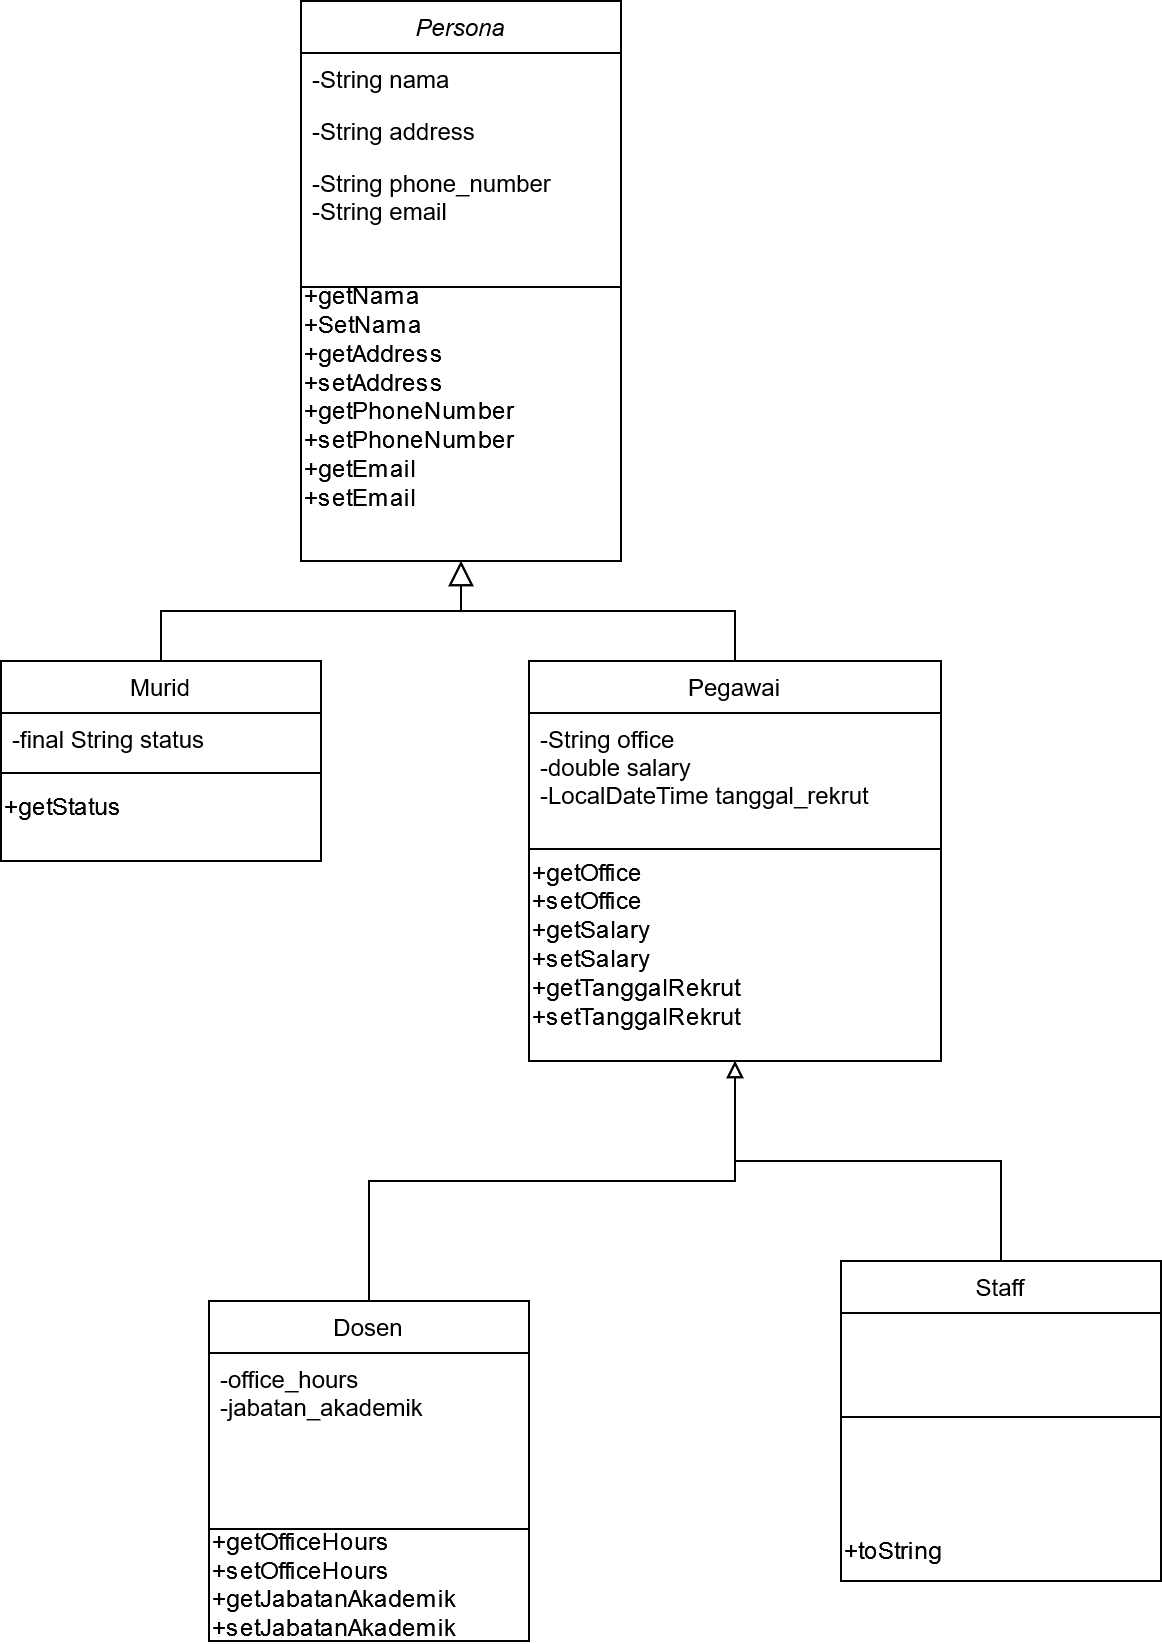 Persona
-String nama
-String address
-String phone_number
-String email
+getNama
+SetNama
+getAddress
+setAddress
+getPhoneNumber
+setPhoneNumber
+getEmail
+setEmail
Murid
-final String status
+getStatus
Pegawai
-String office
-double salary
-LocalDateTime tanggal_rekrut
+getOffice
+setOffice
+getSalary
+setSalary
+getTanggalRekrut
+setTanggalRekrut
Dosen
-office_hours
-jabatan_akademik
+getOfficeHours
+setOfficeHours
+getJabatanAkademik
+setJabatanAkademik
Staff
+toString